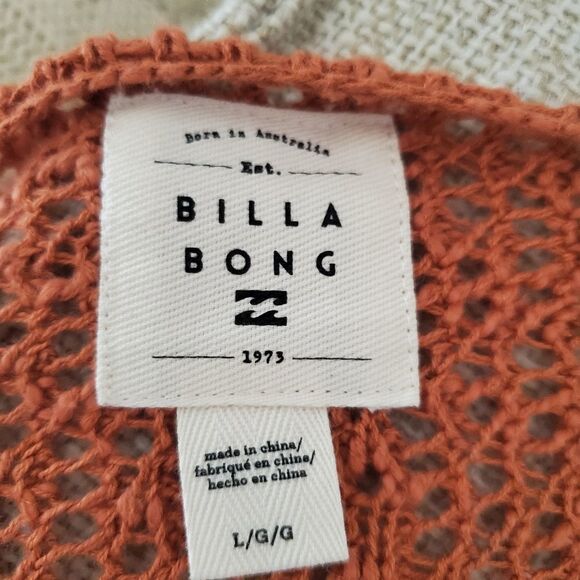 Born in Australia
Est.
BILLA
BONG
1973
made in china/
fabriqué en chine/
hecho en china
L/G/G